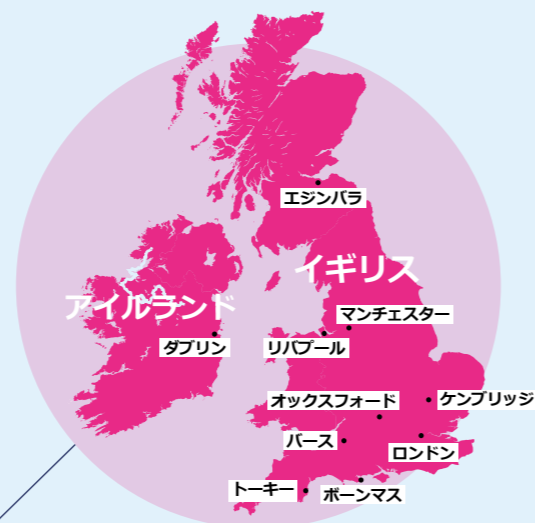 エジンバラ
イギリス
アイルランド
マンチェスター
ダブリン
リバプール
オックスフォード
ケンブリッジ
バース
ロンドン
トーキー
ボーンマス